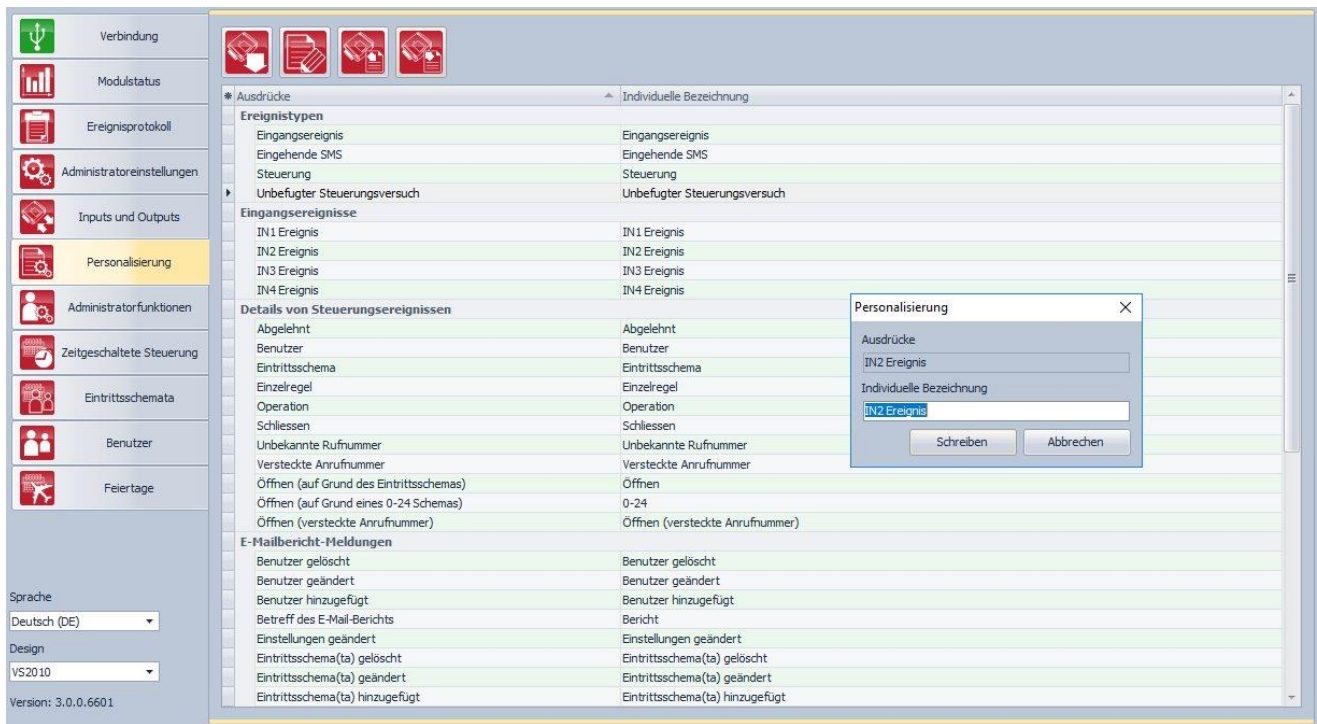 Verbindung
Modulstatus
Ereignisprotokoll
Administratoreinstellungen
Inputs und Outputs
Personalisierung
Administratorfunktionen
Zeitgeschaltete Steuerung
Eintrittsschemata
Benutzer
Feiertage
Sprache
Deutsch (DE)
Design
VS2010
Version: 3.0.0.6601
Ausdrücke Individuelle Bezeichnung
Ereignistypen
Eingangsereignis Eingangsereignis
Eingehende SMS Eingehende SMS
Steuerung Steuerung
Unbefugter Steuerungsversuch Unbefugter Steuerungsversuch
Eingangsereignisse
IN1 Ereignis IN1 Ereignis
IN2 Ereignis IN2 Ereignis
IN3 Ereignis IN3 Ereignis
IN4 Ereignis IN4 Ereignis
Details von Steuerungsereignissen
Abgelehnt Abgelehnt
Benutzer Benutzer
Eintrittsschema Eintrittsschema
Einzelregel Einzelregel
Operation Operation
Schliessen Schliessen
Unbekannte Rufnummer Unbekannte Rufnummer
Versteckte Anrufnummer Versteckte Anrufnummer
Öffnen (auf Grund des Eintrittsschemas) Öffnen
Öffnen (auf Grund eines 0-24 Schemas) 0-24
Öffnen (versteckte Anrufnummer) Öffnen (versteckte Anrufnummer)
E-Mailbericht-Meldungen
Benutzer gelöscht Benutzer gelöscht
Benutzer geändert Benutzer geändert
Benutzer hinzugefügt Benutzer hinzugefügt
Betreff des E-Mail-Berichts Bericht
Einstellungen geändert Einstellungen geändert
Eintrittsschema(ta) gelöscht Eintrittsschema(ta) gelöscht
Eintrittsschema(ta) geändert Eintrittsschema(ta) geändert
Eintrittsschema(ta) hinzugefügt Eintrittsschema(ta) hinzugefügt
Personalisierung
Ausdrücke
IN2 Ereignis
Individuelle Bezeichnung
IN2 Ereignis
Schreiben Abbrechen